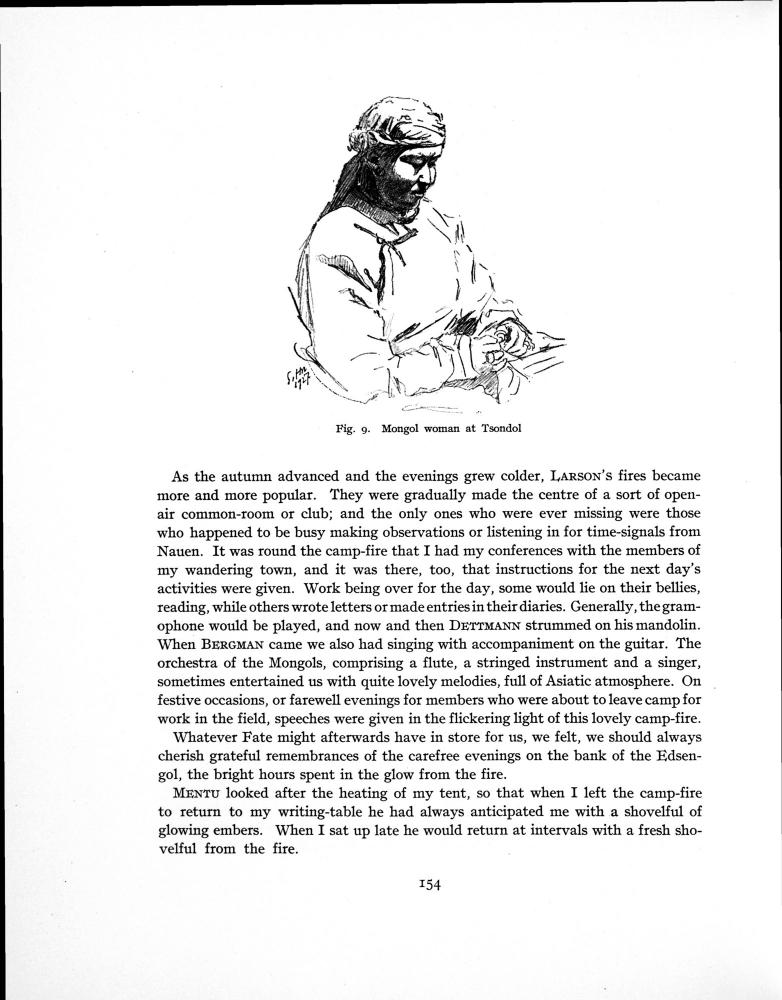 Sept.
1927.
Fig. 9. Mongol woman at Tsondol
As the autumn advanced and the evenings grew colder, LARSON's fires became
more and more popular. They were gradually made the centre of a sort of open-
air common-room or club; and the only ones who were ever missing were those
who happened to be busy making observations or listening in for time-signals from
Nauen. It was round the camp-fire that I had my conferences with the members of
my wandering town, and it was there, too, that instructions for the next day's
activities were given. Work being over for the day, some would lie on their bellies,
reading, while others wrote letters or made entries in their diaries. Generally, the gram-
ophone would be played, and now and then DETTMANN strummed on his mandolin.
When BERGMAN came we also had singing with accompaniment on the guitar. The
orchestra of the Mongols, comprising a flute, a stringed instrument and a singer,
sometimes entertained us with quite lovely melodies, full of Asiatic atmosphere. On
festive occasions, or farewell evenings for members who were about to leave camp for
work in the field, speeches were given in the flickering light of this lovely camp-fire.
Whatever Fate might afterwards have in store for us, we felt, we should always
cherish grateful remembrances of the carefree evenings on the bank of the Edsen-
gol, the bright hours spent in the glow from the fire.
MENTU looked after the heating of my tent, so that when I left the camp-fire
to return to my writing-table he had always anticipated me with a shovelful of
glowing embers. When I sat up late he would return at intervals with a fresh sho-
velful from the fire.
154